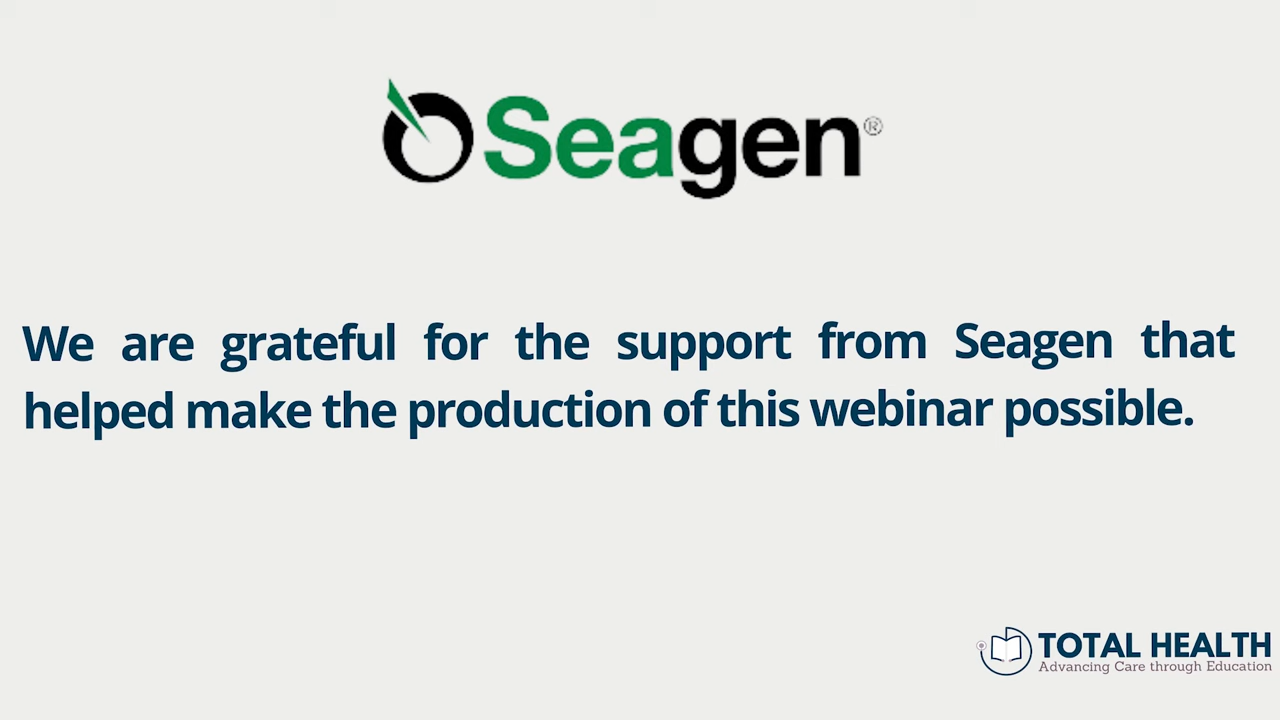 Seagen®
We are grateful for the support from Seagen that
helped make the production of this webinar possible.
TOTAL HEALTH
Advancing Care through Education